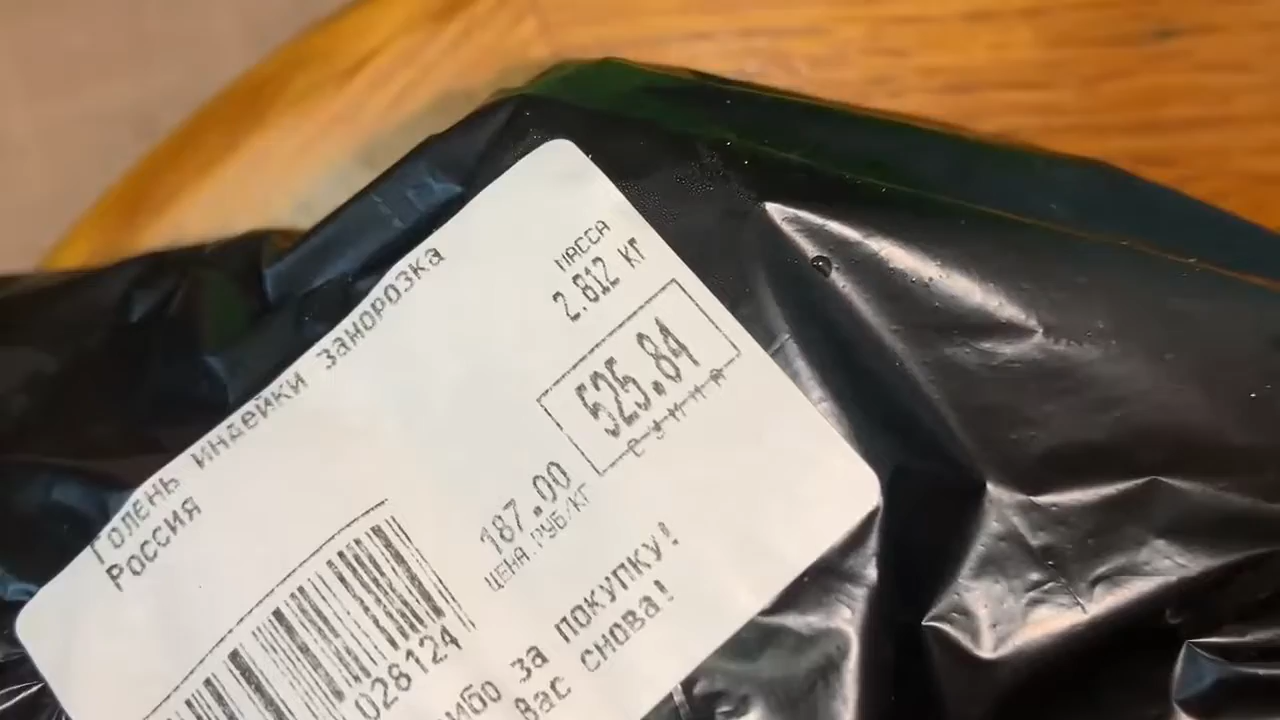 Голень индейки заморозка
Россия
МАССА
2.812 КГ
525.84
СУММА
187.00
ЦЕНА.РУБ/КГ
028124
за покупку!
Вас снова!